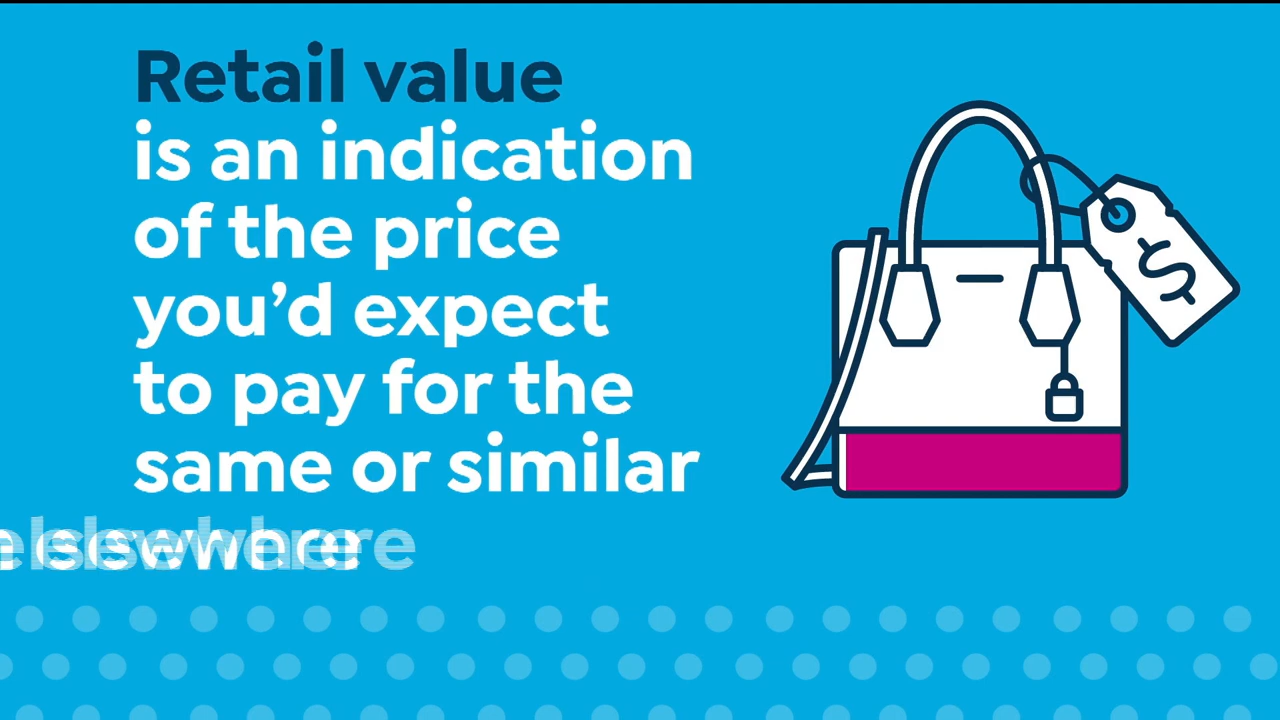 Retail value
is an indication
of the price
you'd expect
to pay for the
same or similar
elsewhere
$